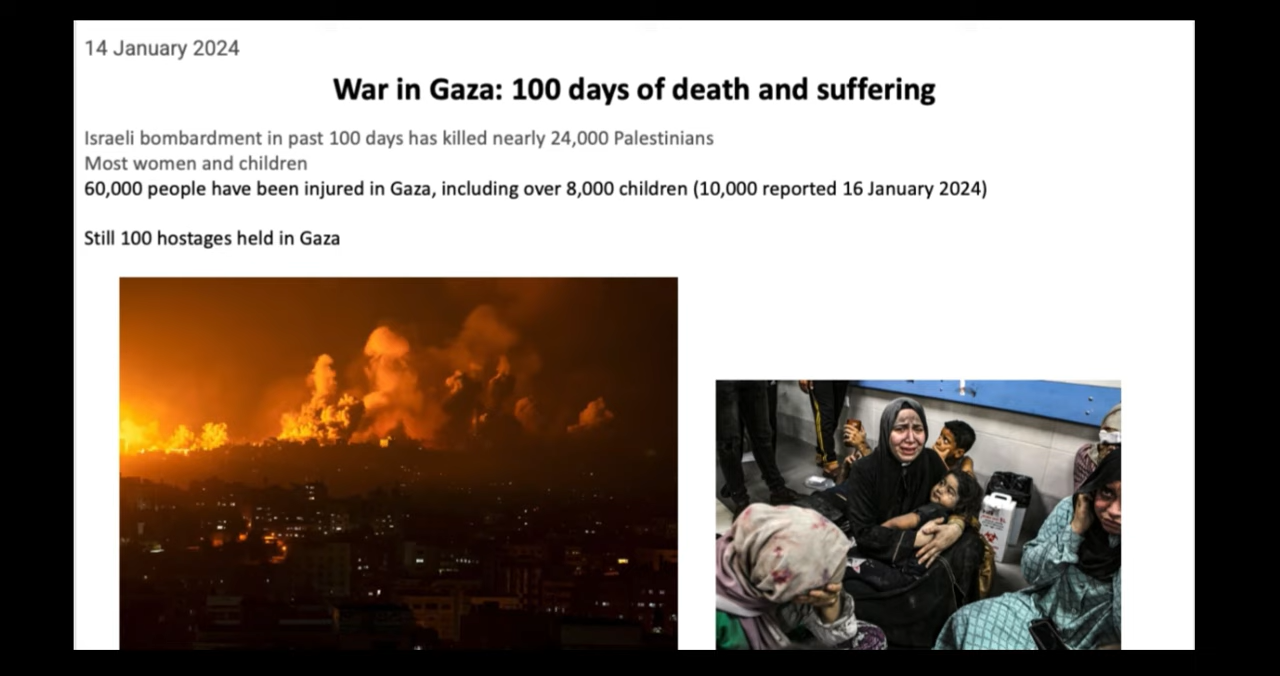 14 January 2024
War in Gaza: 100 days of death and suffering
Israeli bombardment in past 100 days has killed nearly 24,000 Palestinians
Most women and children
60,000 people have been injured in Gaza, including over 8,000 children (10,000 reported 16 January 2024)
Still 100 hostages held in Gaza